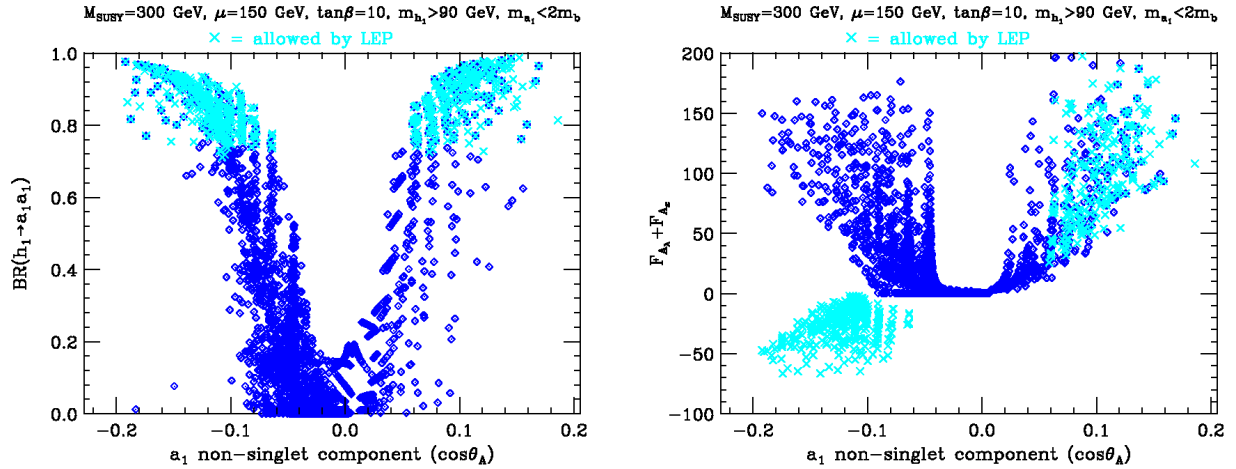 M_SUSY=300 GeV, μ=150 GeV, tanβ=10, m_h₁>90 GeV, m_a₁<2m_b
× = allowed by LEP
BR(h₁→a₁a₁)
1.0
0.8
0.6
0.4
0.2
0.0
−0.2 −0.1 0.0 0.1 0.2
a₁ non-singlet component (cosθ_A)
M_SUSY=300 GeV, μ=150 GeV, tanβ=10, m_h₁>90 GeV, m_a₁<2m_b
× = allowed by LEP
F_A_λ+F_A_κ
200
150
100
50
0
−50
−100
−0.2 −0.1 0.0 0.1 0.2
a₁ non-singlet component (cosθ_A)